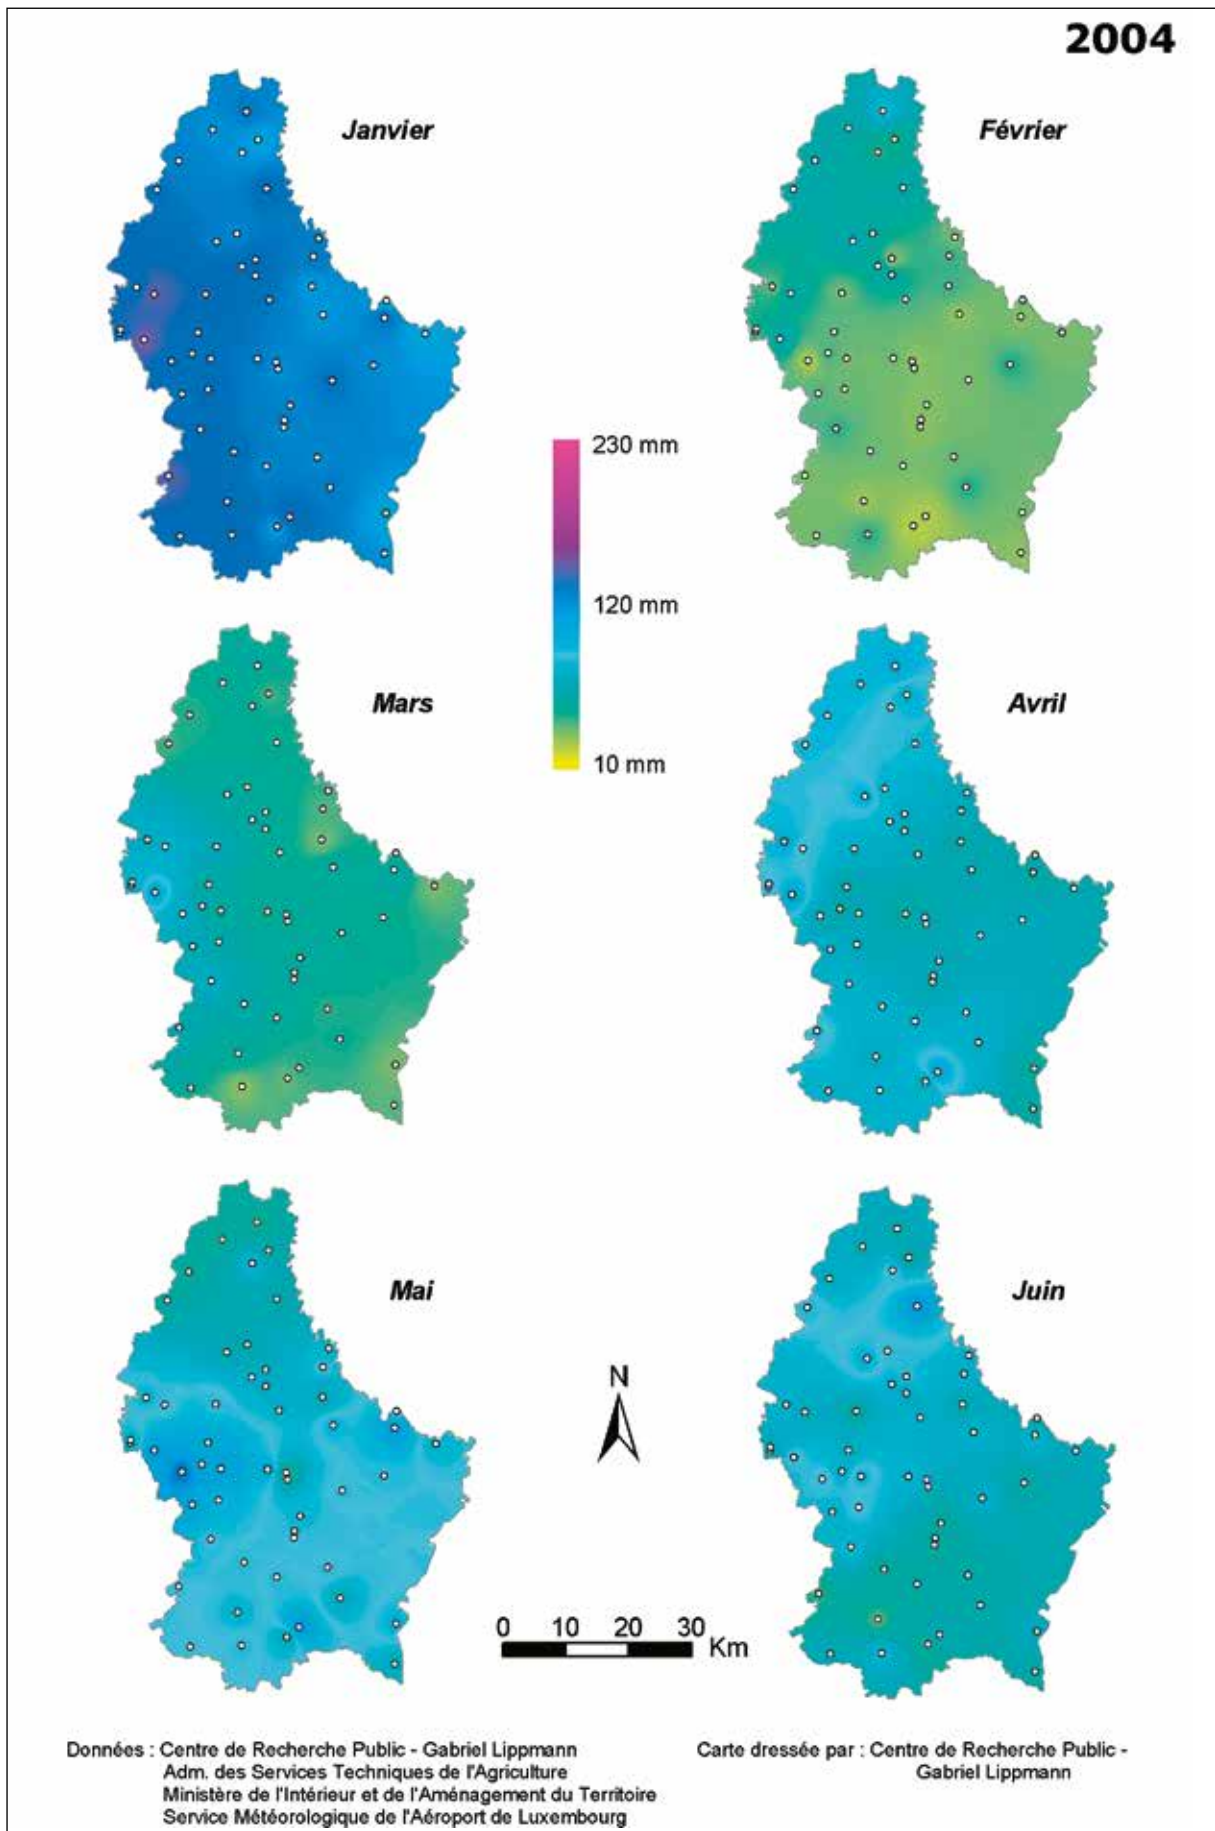 2004
Janvier
Février
230 mm
120 mm
10 mm
Mars
Avril
Mai
Juin
N
0 10 20 30
Km
Données : Centre de Recherche Public - Gabriel Lippmann
Adm. des Services Techniques de l'Agriculture
Ministère de l'Intérieur et de l'Aménagement du Territoire
Service Météorologique de l'Aéroport de Luxembourg
Carte dressée par : Centre de Recherche Public -
Gabriel Lippmann